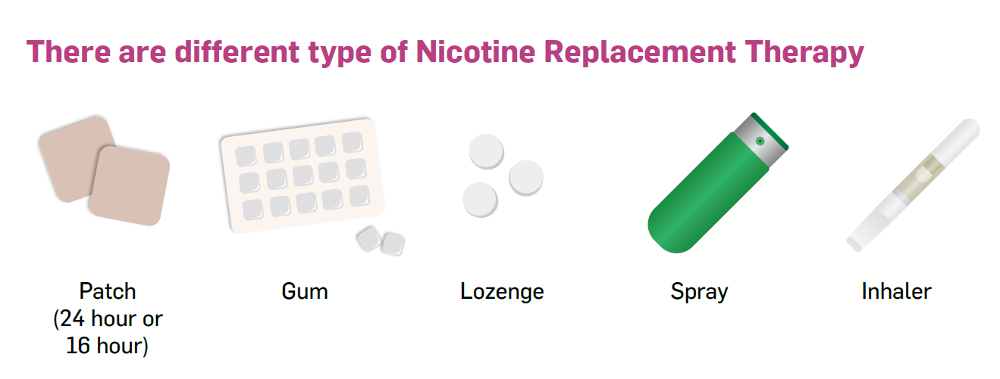 There are different type of Nicotine Replacement Therapy
Patch
(24 hour or
16 hour)
Gum
Lozenge
Spray
Inhaler